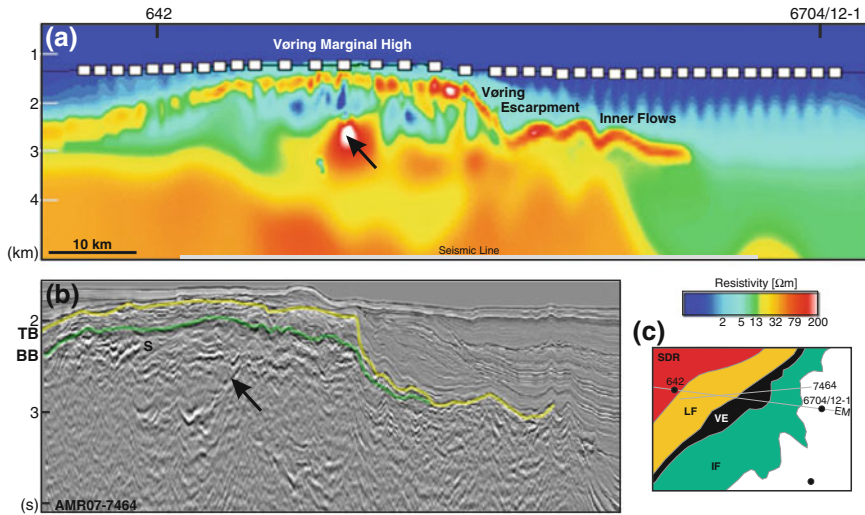 642
6704/12-1
(a)
Vøring Marginal High
1
2
3
4
(km)
Vøring
Escarpment
Inner Flows
10 km
Seismic Line
(b)
2
TB
BB
S
3
(s)
AMR07-7464
Resistivity [Ωm]
2 5 13 32 79 200
(c)
SDR
642
7464
6704/12-1
EM
LF
VE
IF